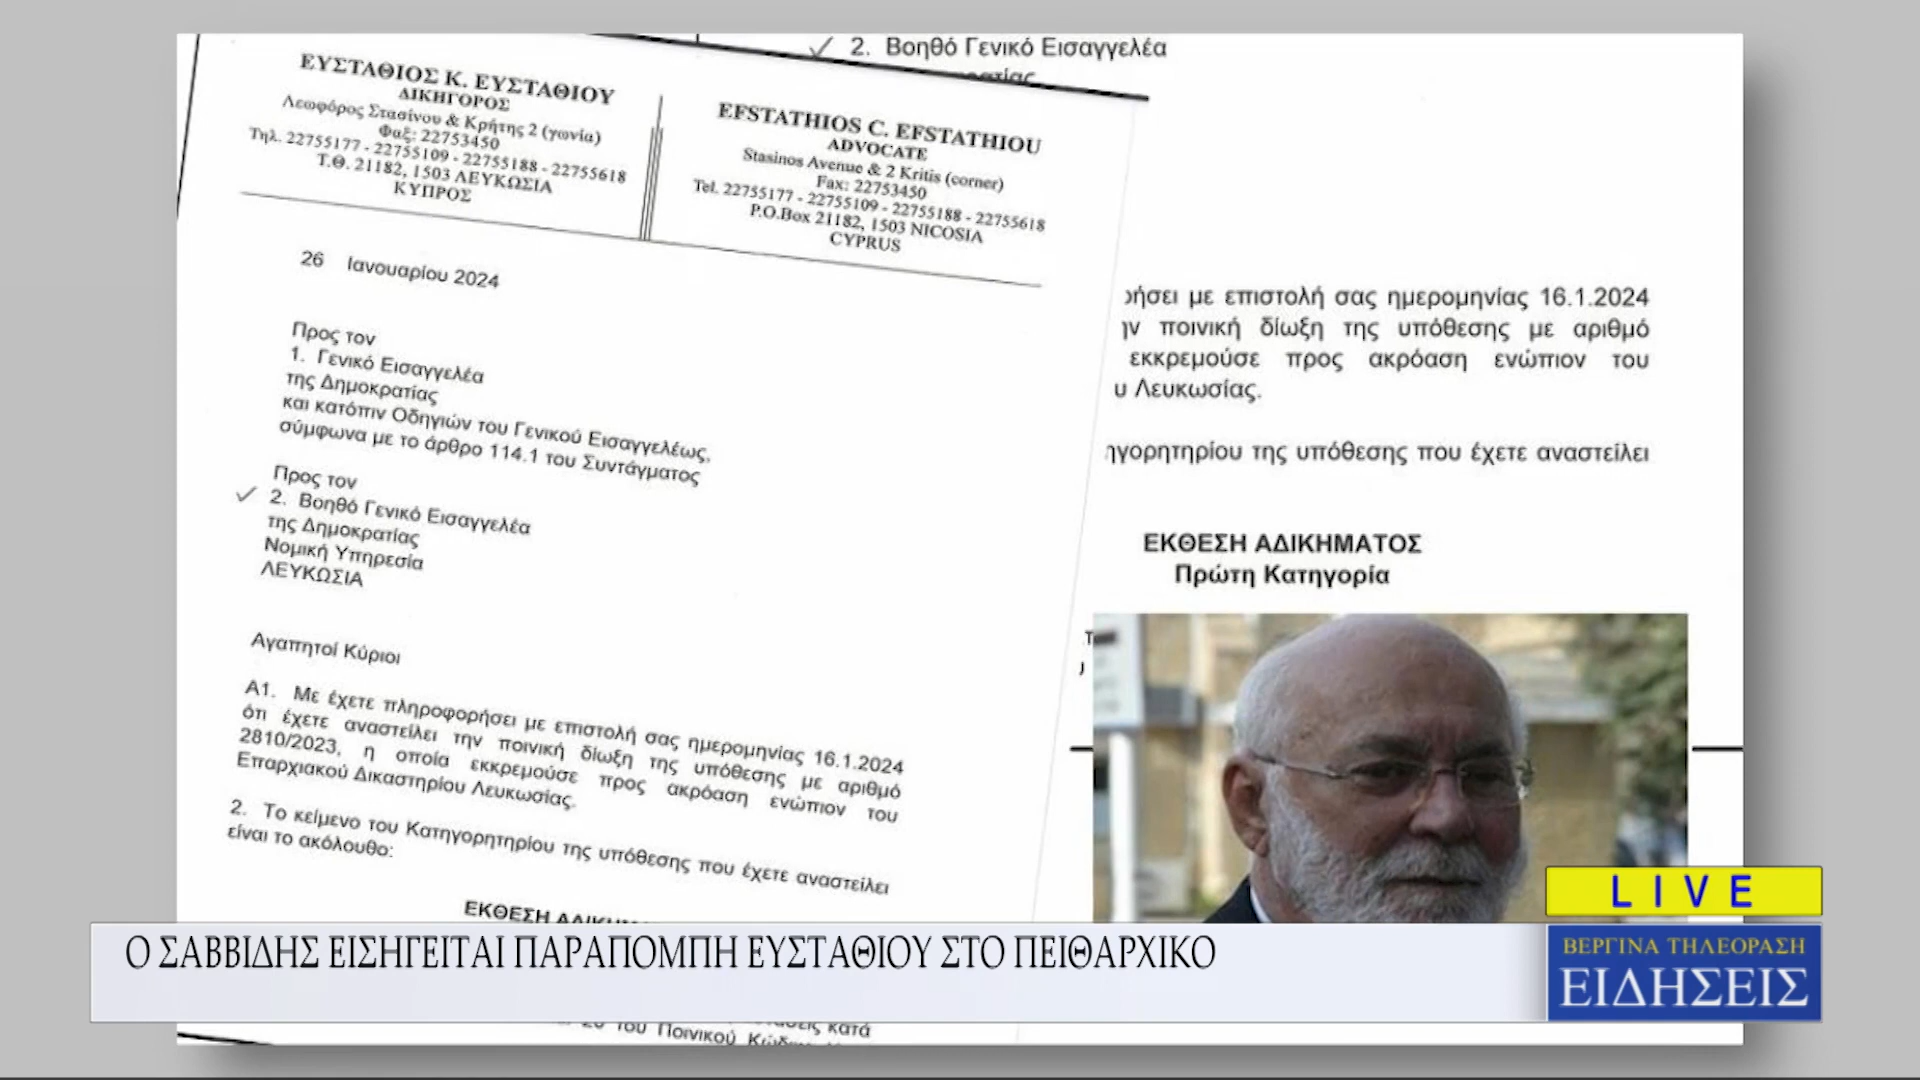 2. Βοηθό Γενικό Εισαγγελέα
ΕΥΣΤΑΘΙΟΣ Κ. ΕΥΣΤΑΘΙΟΥ
ΔΙΚΗΓΟΡΟΣ
Λεωφόρος Στασίνου & Κρήτης 2 (γωνία)
Φαξ: 22753450
Τηλ. 22755177 - 22755109 - 22755188 - 22755618
Τ.Θ. 21182, 1503 ΛΕΥΚΩΣΙΑ
ΚΥΠΡΟΣ
EFSTATHIOS C. EFSTATHIOU
ADVOCATE
Stasinos Avenue & 2 Kritis (corner)
Fax: 22753450
Tel. 22755177 - 22755109 - 22755188 - 22755618
P.O.Box 21182, 1503 NICOSIA
CYPRUS
26 Ιανουαρίου 2024
Προς τον
1. Γενικό Εισαγγελέα
της Δημοκρατίας
και κατόπιν Οδηγιών του Γενικού Εισαγγελέως,
σύμφωνα με το άρθρο 114.1 του Συντάγματος
Προς τον
2. Βοηθό Γενικό Εισαγγελέα
της Δημοκρατίας
Νομική Υπηρεσία
ΛΕΥΚΩΣΙΑ
Αγαπητοί Κύριοι
Α1. Με έχετε πληροφορήσει με επιστολή σας ημερομηνίας 16.1.2024
ότι έχετε αναστείλει την ποινική δίωξη της υπόθεσης με αριθμό
2810/2023, η οποία εκκρεμούσε προς ακρόαση ενώπιον του
Επαρχιακού Δικαστηρίου Λευκωσίας.
2. Το κείμενο του Κατηγορητηρίου της υπόθεσης που έχετε αναστείλει
είναι το ακόλουθο:
ΕΚΘΕΣΗ
του Ποινικού
κατά
με επιστολή σας ημερομηνίας 16.1.2024
ποινική δίωξη της υπόθεσης με αριθμό
εκκρεμούσε προς ακρόαση ενώπιον του
Λευκωσίας.
της υπόθεσης που έχετε αναστείλει
ΕΚΘΕΣΗ ΑΔΙΚΗΜΑΤΟΣ
Πρώτη Κατηγορία
LIVE
Ο ΣΑΒΒΙΔΗΣ ΕΙΣΗΓΕΙΤΑΙ ΠΑΡΑΠΟΜΠΗ ΕΥΣΤΑΘΙΟΥ ΣΤΟ ΠΕΙΘΑΡΧΙΚΟ
ΒΕΡΓΙΝΑ ΤΗΛΕΟΡΑΣΗ
ΕΙΔΗΣΕΙΣ